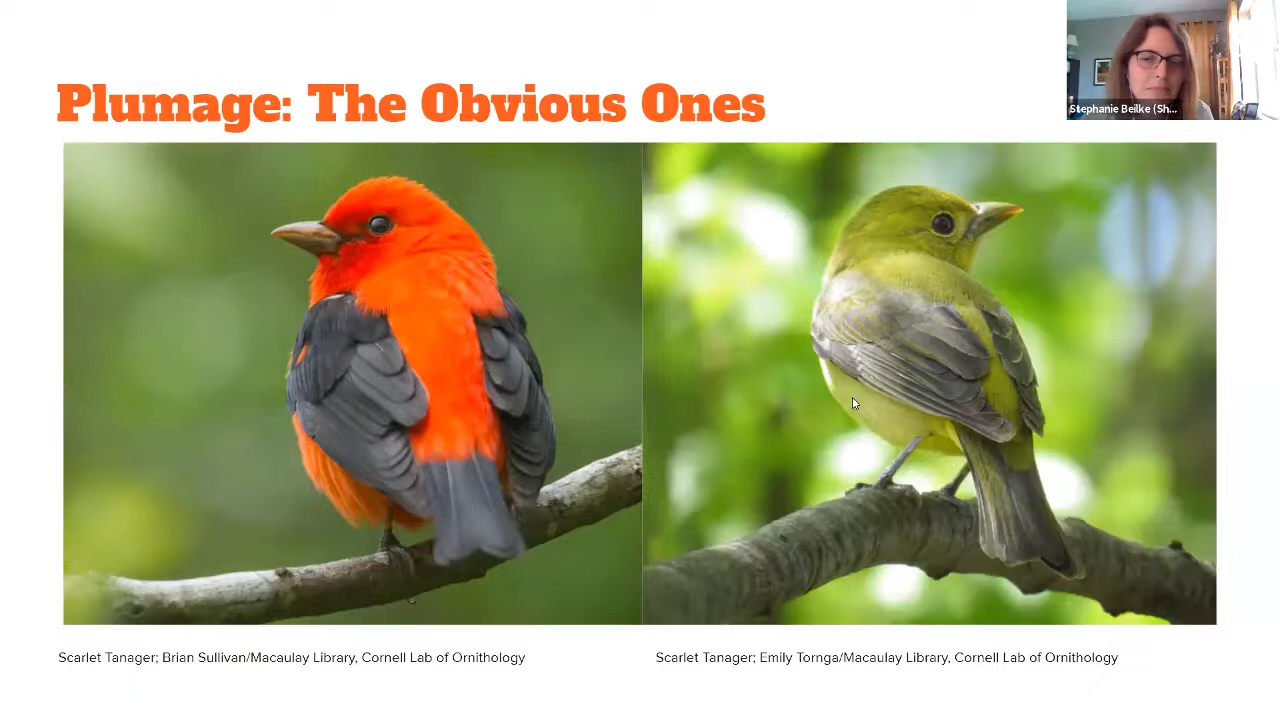 Plumage: The Obvious Ones
Stephanie Beilke (Sh...
Scarlet Tanager; Brian Sullivan/Macaulay Library, Cornell Lab of Ornithology
Scarlet Tanager; Emily Tornga/Macaulay Library, Cornell Lab of Ornithology